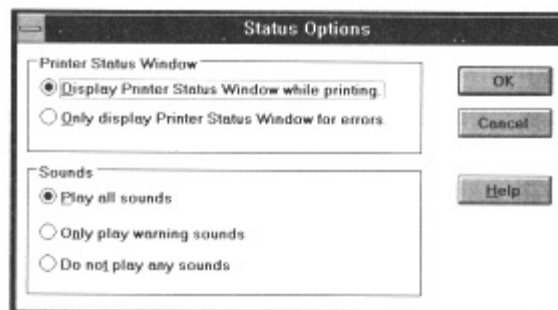 Status Options
Printer Status Window
Display Printer Status Window while printing.
Only display Printer Status Window for errors
Sounds
Play all sounds
Only play warning sounds
Do not play any sounds
OK
Cancel
Help